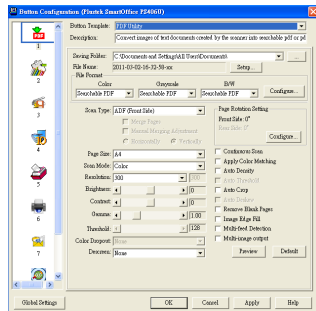 Button Configuration (Plustek SmartOffice PS406U)
Button Template: PDF Utility
Description: Convert images of text documents created by the scanner into searchable pdf or pd
Saving Folder: C:\Documents and Settings\All Users\Documents\ ...
File Name: 2011-03-02-16-32-58-xx Setup...
File Format
Color Grayscale B/W
Searchable PDF Searchable PDF Searchable PDF Configure...
Scan Type: ADF (Front Side)
Page Rotation Setting
Merge Pages
Front Side: 0°
Manual Merging Adjustment
Rear Side: 0°
Horizontally Vertically
Configure...
Page Size: A4
Continuous Scan
Scan Mode: Color
Apply Color Matching
Resolution: 300 300
Auto Density
Auto Threshold
Brightness: 0
Auto Crop
Contrast: 0
Auto Deskew
Remove Blank Pages
Gamma: 1.00
Image Edge Fill
Threshold: 128
Multi-feed Detection
Color Dropout: None
Multi-image output
Descreen: None
Preview Default
PDF
1
2
3
4
5
6
7
Global Settings OK Cancel Apply Help